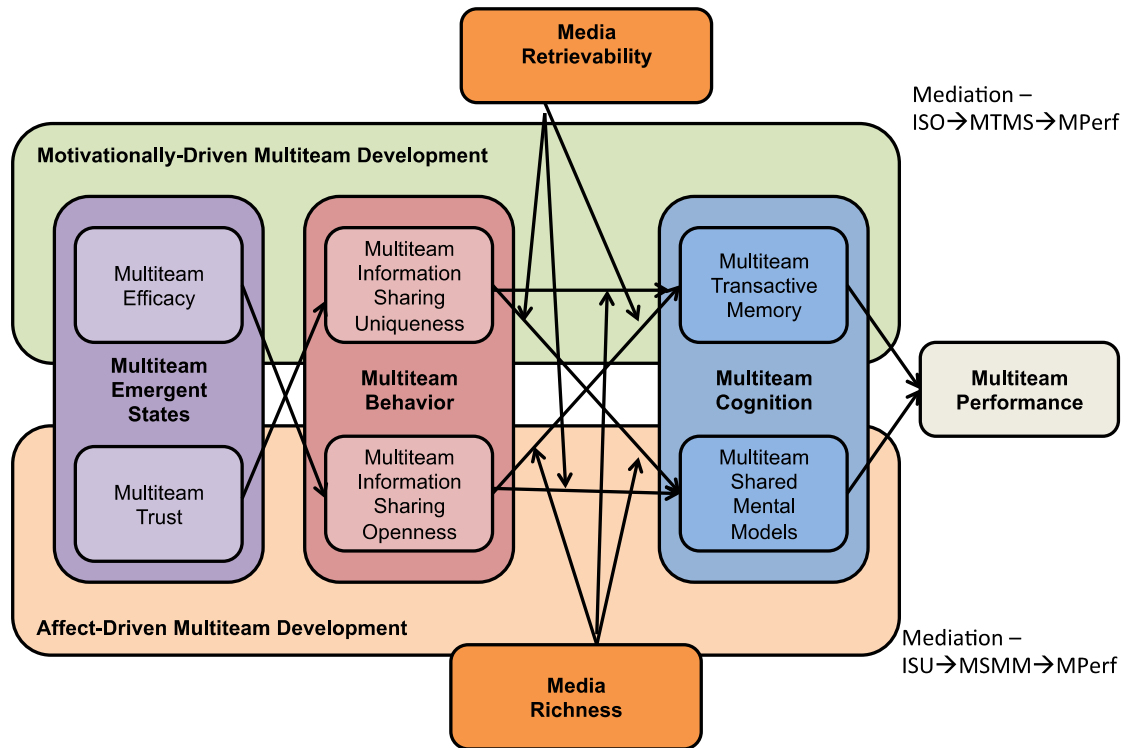 Media
Retrievability
Mediation –
ISO→MTMS→MPerf
Motivationally-Driven Multiteam Development
Multiteam
Efficacy
Multiteam
Information
Sharing
Uniqueness
Multiteam
Transactive
Memory
Multiteam
Emergent
States
Multiteam
Behavior
Multiteam
Cognition
Multiteam
Performance
Multiteam
Trust
Multiteam
Information
Sharing
Openness
Multiteam
Shared
Mental
Models
Affect-Driven Multiteam Development
Mediation –
ISU→MSMM→MPerf
Media
Richness